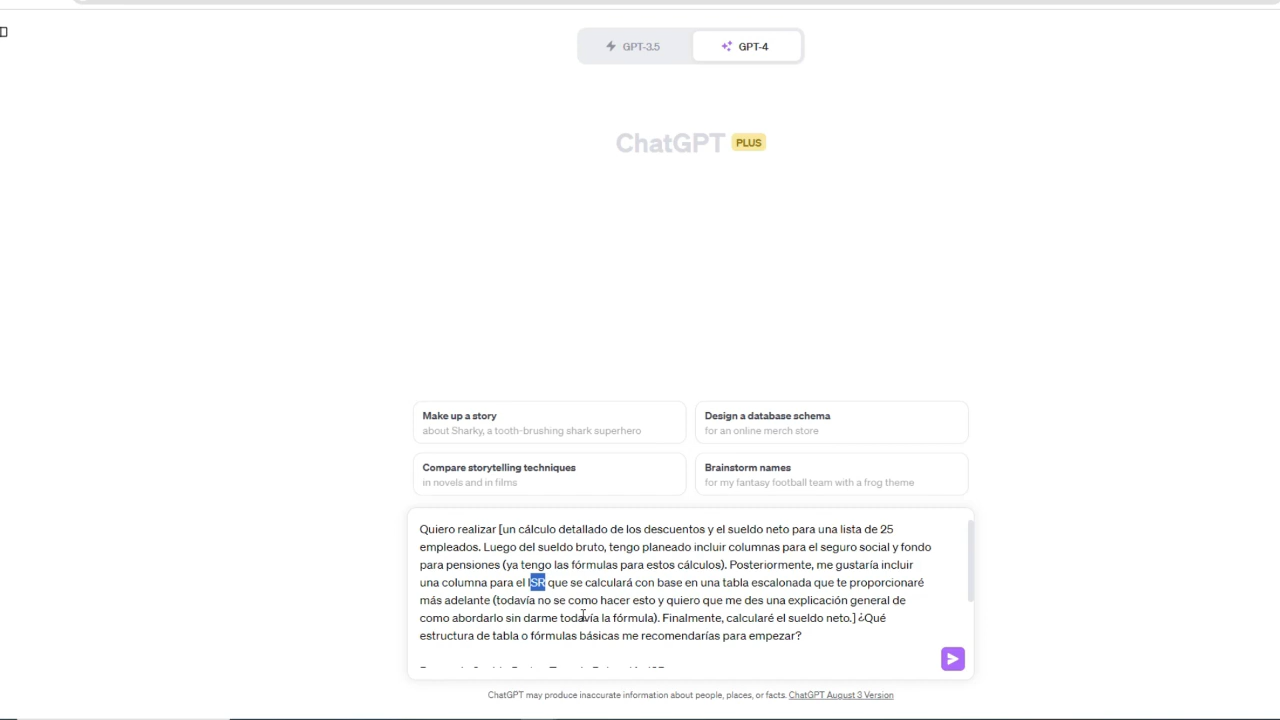 GPT-3.5
GPT-4
ChatGPT PLUS
Make up a story
about Sharky, a tooth-brushing shark superhero
Design a database schema
for an online merch store
Compare storytelling techniques
in novels and in films
Brainstorm names
for my fantasy football team with a frog theme
Quiero realizar [un cálculo detallado de los descuentos y el sueldo neto para una lista de 25
empleados. Luego del sueldo bruto, tengo planeado incluir columnas para el seguro social y fondo
para pensiones (ya tengo las fórmulas para estos cálculos). Posteriormente, me gustaría incluir
una columna para el ISR que se calculará con base en una tabla escalonada que te proporcionaré
más adelante (todavía no se como hacer esto y quiero que me des una explicación general de
como abordarlo sin darme todavía la fórmula). Finalmente, calcularé el sueldo neto.] ¿Qué
estructura de tabla o fórmulas básicas me recomendarías para empezar?
ChatGPT may produce inaccurate information about people, places, or facts. ChatGPT August 3 Version